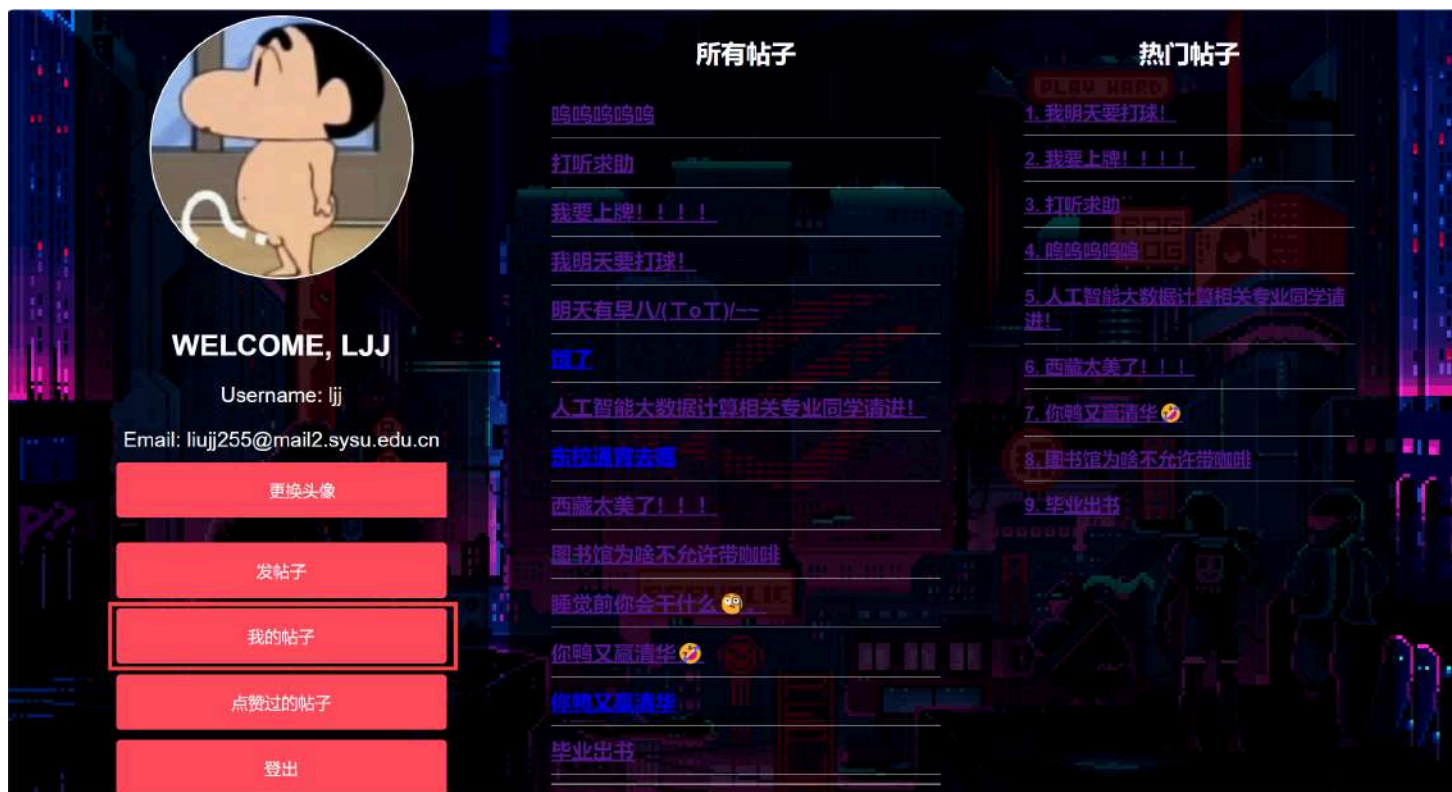 WELCOME, LJJ
Username: ljj
Email: liujj255@mail2.sysu.edu.cn
更换头像
发帖子
我的帖子
点赞过的帖子
登出
所有帖子
呜呜呜呜呜
打听求助
我要上牌！！！！
我明天要打球！
明天有早八/(ㄒoㄒ)/~~
饿了
人工智能大数据计算相关专业同学请进！
东校通宵去哪
西藏太美了！！！
图书馆为啥不允许带咖啡
睡觉前你会干什么🧐。
你鸭又赢清华🤣
你鸭又赢清华
毕业出书
热门帖子
PLAY HARD
1. 我明天要打球！
2. 我要上牌！！！！
3. 打听求助
4. 呜呜呜呜呜
5. 人工智能大数据计算相关专业同学请
进！
6. 西藏太美了！！！
7. 你鸭又赢清华🤣
8. 图书馆为啥不允许带咖啡
9. 毕业出书